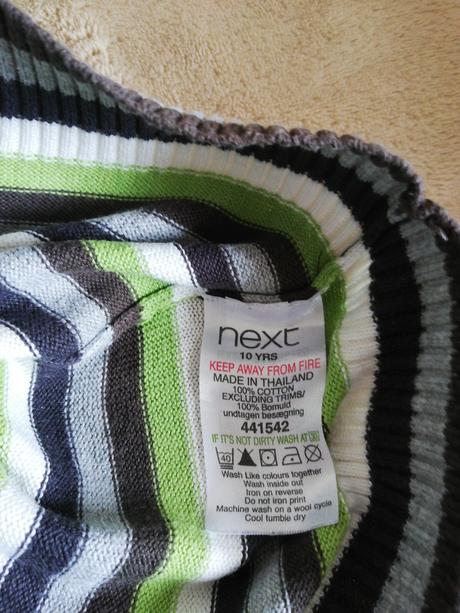 next
10 YRS
KEEP AWAY FROM FIRE
MADE IN THAILAND
100% COTTON
EXCLUDING TRIMS/
100% Bomuld
undtagen besægning
441542
IF IT'S NOT DIRTY WASH AT 30
40
Wash Like colours together
Wash inside out
Iron on reverse
Do not iron print
Machine wash on a wool cycle
Cool tumble dry